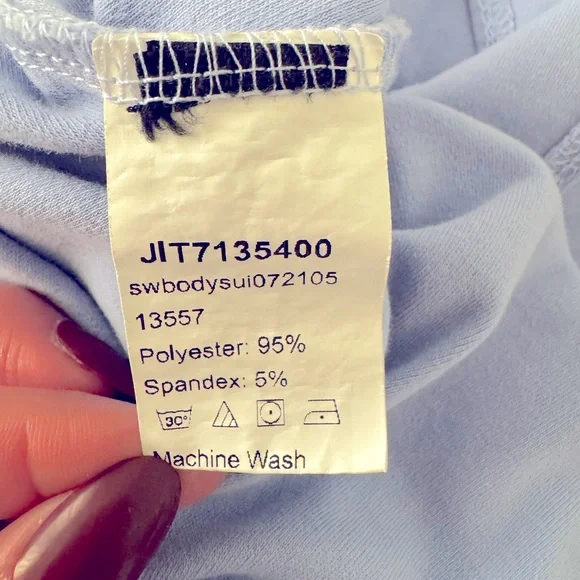 JIT7135400
swbodysui072105
13557
Polyester: 95%
Spandex: 5%
30°
Machine Wash